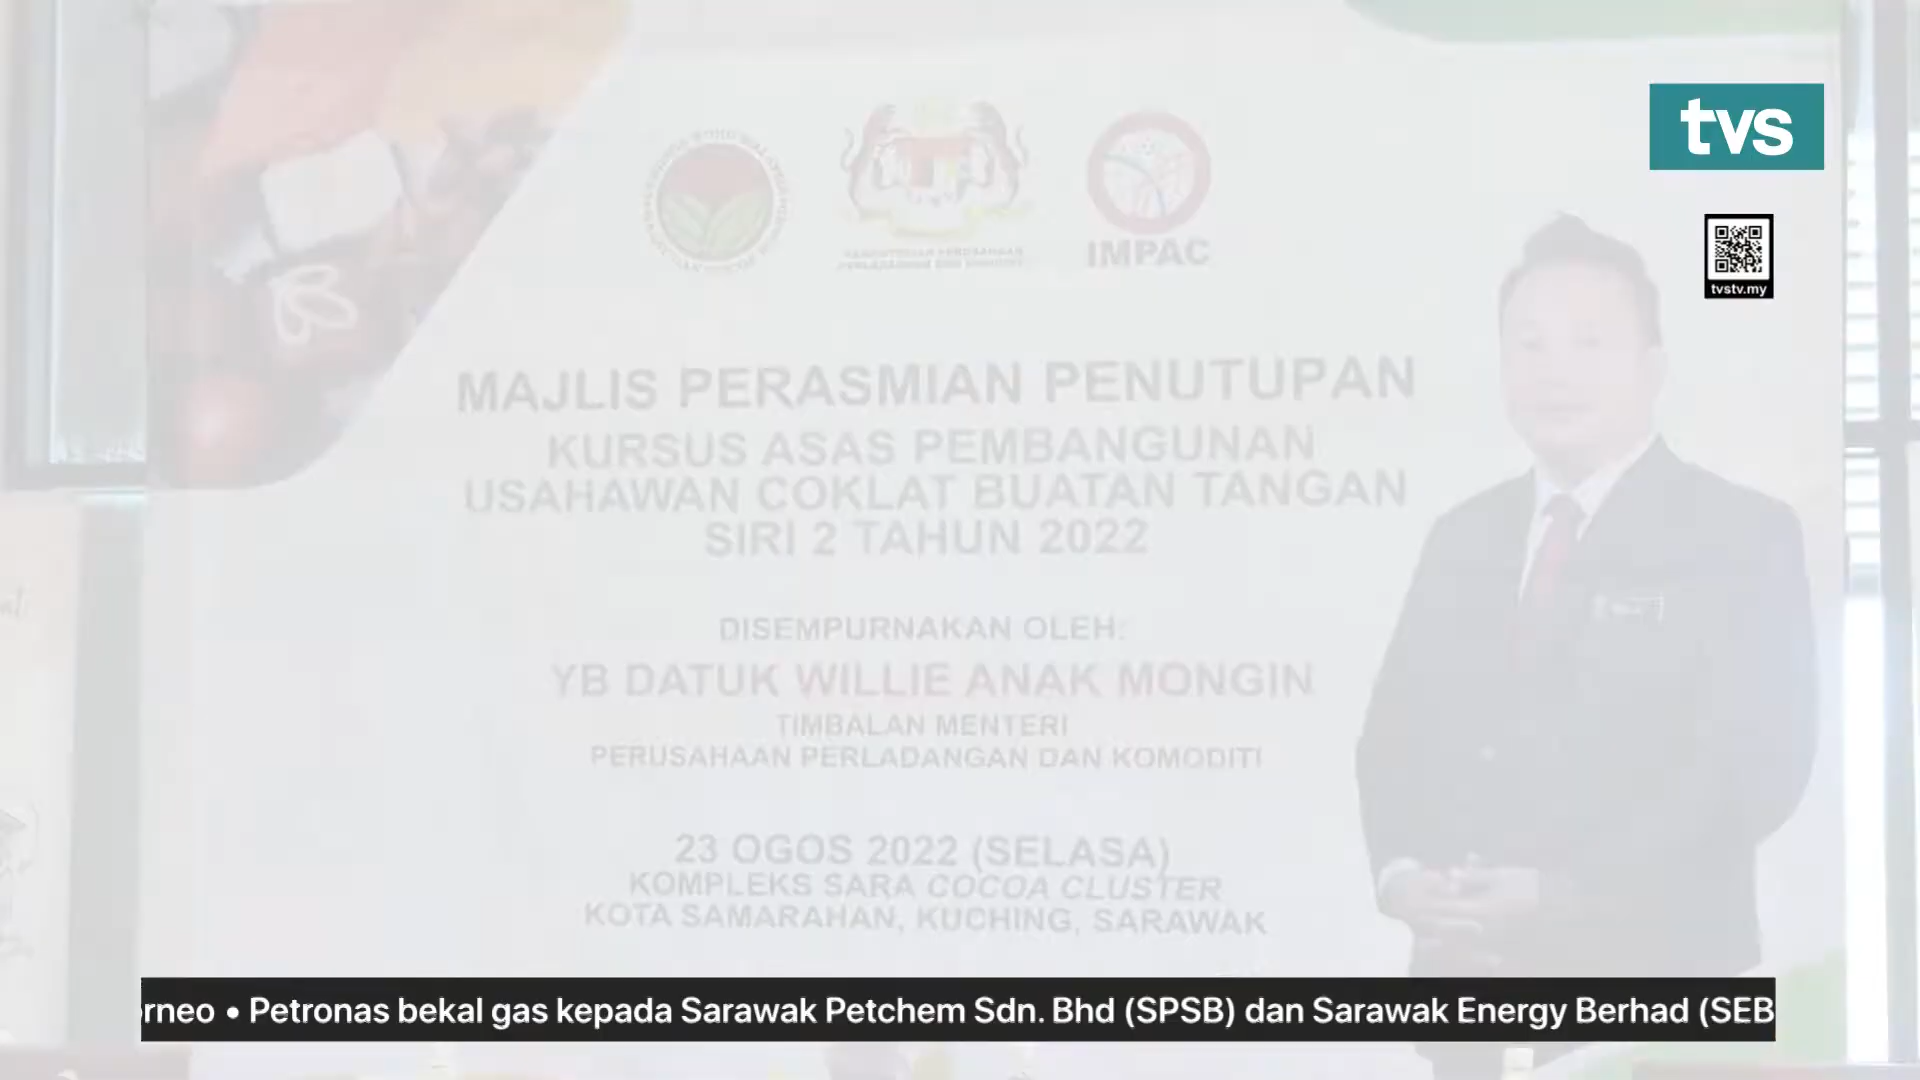 tvs
tvstv.my
IMPAC
MAJLIS PERASMIAN PENUTUPAN
KURSUS ASAS PEMBANGUNAN
USAHAWAN COKLAT BUATAN TANGAN
SIRI 2 TAHUN 2022
DISEMPURNAKAN OLEH:
YB DATUK WILLIE ANAK MONGIN
TIMBALAN MENTERI
PERUSAHAAN PERLADANGAN DAN KOMODITI
23 OGOS 2022 (SELASA)
KOMPLEKS SARA COCOA CLUSTER
KOTA SAMARAHAN, KUCHING, SARAWAK
rneo • Petronas bekal gas kepada Sarawak Petchem Sdn. Bhd (SPSB) dan Sarawak Energy Berhad (SEB